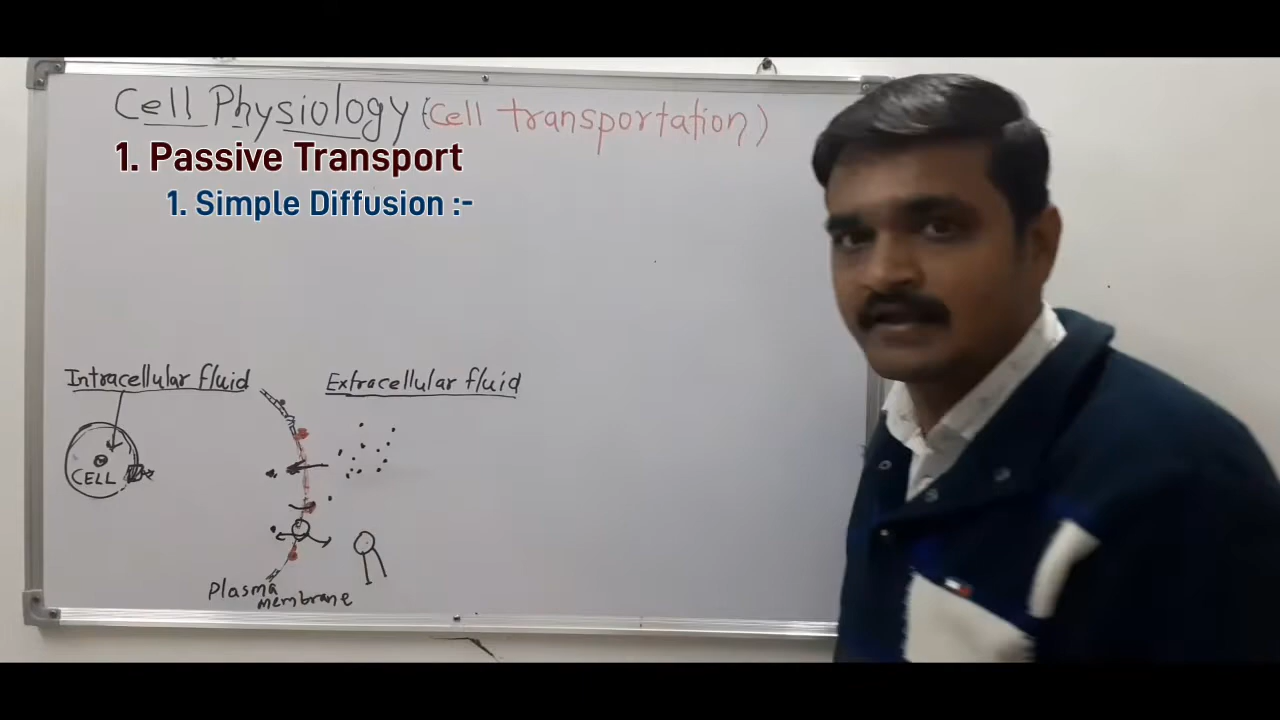 Cell Physiology (Cell transportation)
1. Passive Transport
1. Simple Diffusion :-
Intracellular fluid
Extracellular fluid
CELL
Plasma
membrane